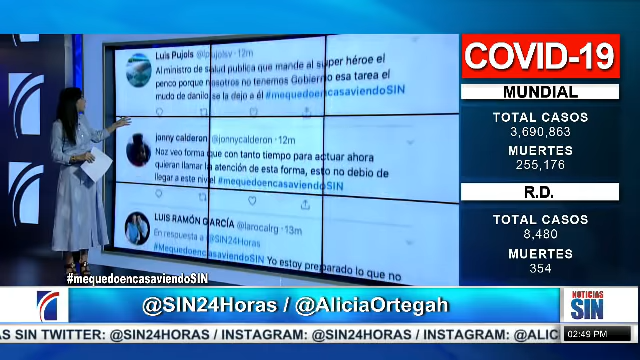 Luis Pujols @lpujolsv · 12m
Al ministro de salud publica que mande al super héroe el
penco porque nosotros no tenemos Gobierno esa tarea el
mudo de danilo se la dejo a él #mequedoencasaviendoSIN
jonny calderon @jonnycalderon · 12m
Noz veo forma que con tanto tiempo para actuar ahora
quieran llamar la atención de esta forma, esto no debio de
llegar a este nivel #mequedoencasaviendoSIN
LUIS RAMÓN GARCÍA @larocalrg · 13m
En respuesta a @SIN24Horas
#MequedoencasaviendoSIN Yo estoy preparado lo que no
#mequedoencasaviendoSIN
COVID-19
MUNDIAL
TOTAL CASOS
3,690,863
MUERTES
255,176
R.D.
TOTAL CASOS
8,480
MUERTES
354
@SIN24Horas / @AliciaOrtegah
NOTICIAS
SIN
AS SIN TWITTER: @SIN24HORAS / INSTAGRAM: @SIN24HORAS / INSTAGRAM: @ALIC
02:49 PM